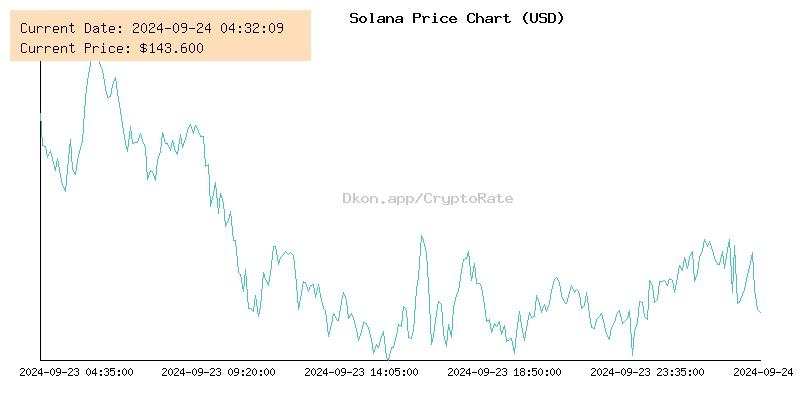 Solana Price Chart (USD)
Current Date: 2024-09-24 04:32:09
Current Price: $143.600
Dkon.app/CryptoRate
2024-09-23 04:35:00
2024-09-23 09:20:00
2024-09-23 14:05:00
2024-09-23 18:50:00
2024-09-23 23:35:00
2024-09-24